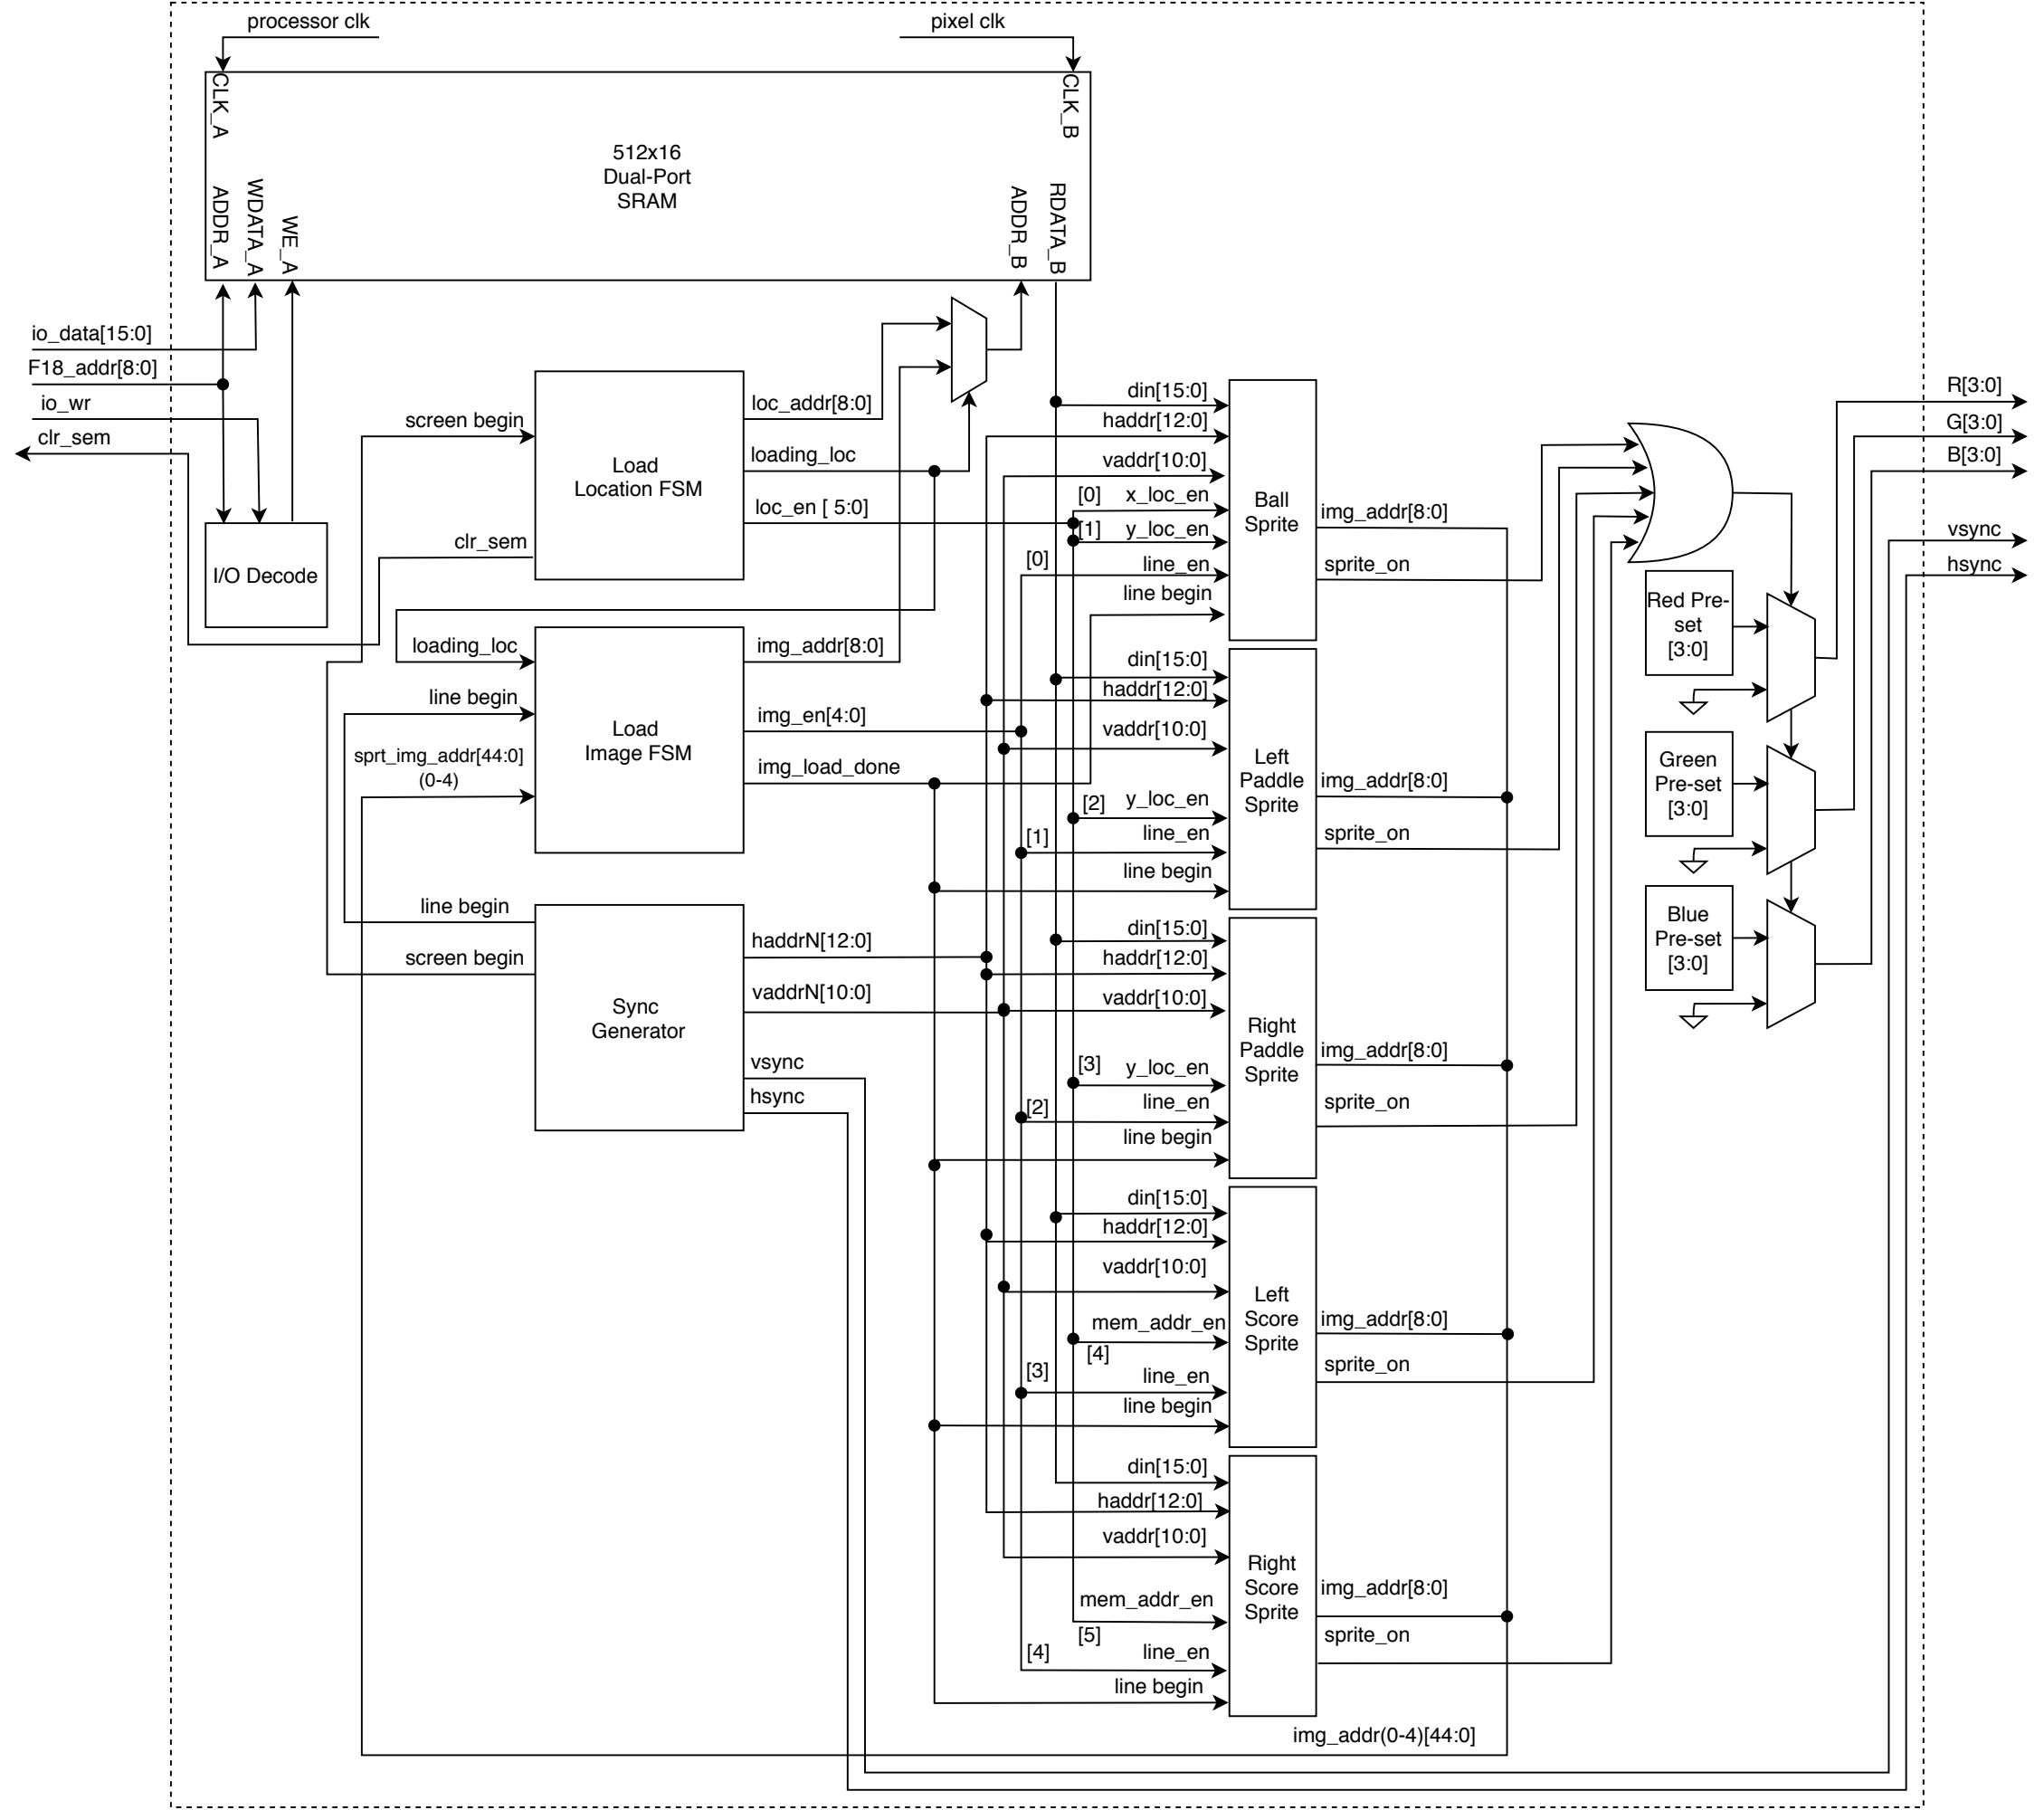 processor clk
pixel clk
CLK_A
CLK_B
512x16
Dual-Port
SRAM
ADDR_A
WDATA_A
WE_A
ADDR_B
RDATA_B
io_data[15:0]
F18_addr[8:0]
io_wr
clr_sem
I/O Decode
screen begin
clr_sem
Load
Location FSM
loc_addr[8:0]
loading_loc
loc_en [ 5:0]
loading_loc
line begin
sprt_img_addr[44:0]
(0-4)
Load
Image FSM
img_addr[8:0]
img_en[4:0]
img_load_done
line begin
screen begin
Sync
Generator
haddrN[12:0]
vaddrN[10:0]
vsync
hsync
din[15:0]
haddr[12:0]
vaddr[10:0]
[0]
x_loc_en
[1]
y_loc_en
[0]
line_en
line begin
Ball
Sprite
img_addr[8:0]
sprite_on
din[15:0]
haddr[12:0]
vaddr[10:0]
[2]
y_loc_en
[1]
line_en
line begin
Left
Paddle
Sprite
img_addr[8:0]
sprite_on
din[15:0]
haddr[12:0]
vaddr[10:0]
[3]
y_loc_en
[2]
line_en
line begin
Right
Paddle
Sprite
img_addr[8:0]
sprite_on
din[15:0]
haddr[12:0]
vaddr[10:0]
mem_addr_en
[4]
[3]
line_en
line begin
Left
Score
Sprite
img_addr[8:0]
sprite_on
din[15:0]
haddr[12:0]
vaddr[10:0]
mem_addr_en
[5]
[4]
line_en
line begin
Right
Score
Sprite
img_addr[8:0]
sprite_on
img_addr(0-4)[44:0]
Red Pre-
set
[3:0]
Green
Pre-set
[3:0]
Blue
Pre-set
[3:0]
R[3:0]
G[3:0]
B[3:0]
vsync
hsync